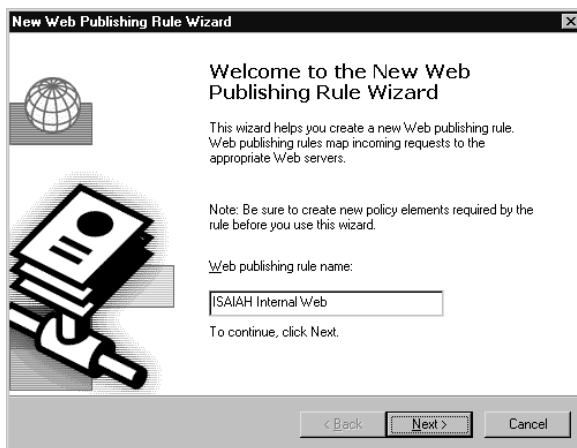 New Web Publishing Rule Wizard
Welcome to the New Web
Publishing Rule Wizard
This wizard helps you create a new Web publishing rule.
Web publishing rules map incoming requests to the
appropriate Web servers.
Note: Be sure to create new policy elements required by the
rule before you use this wizard.
Web publishing rule name:
ISAIAH Internal Web
To continue, click Next.
< Back Next > Cancel